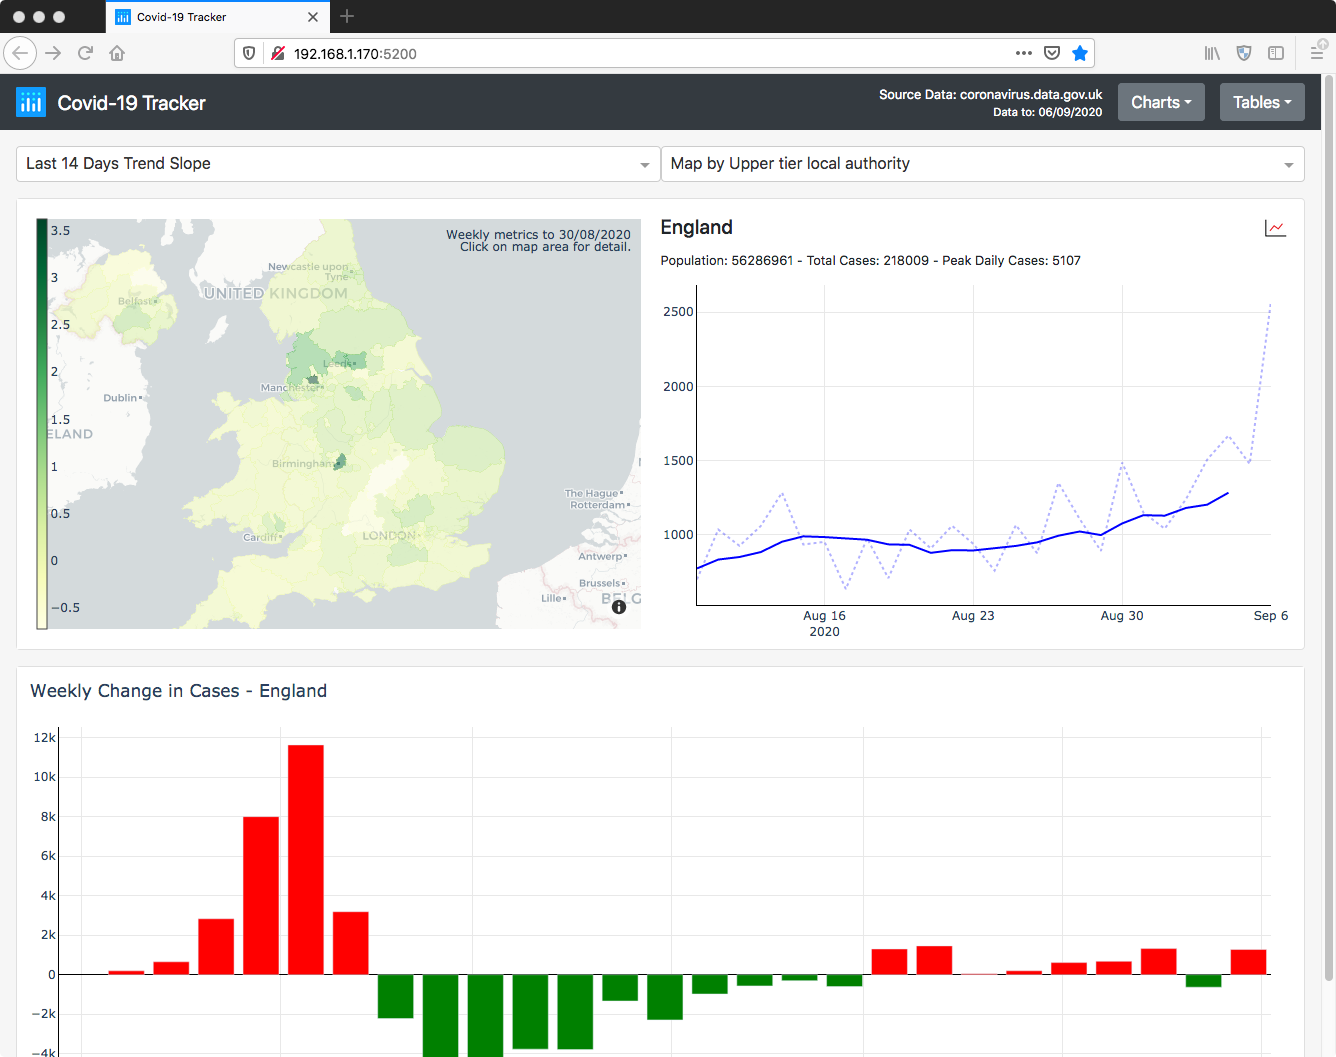 Covid-19 Tracker
192.168.1.170:5200
Covid-19 Tracker
Source Data: coronavirus.data.gov.uk
Data to: 06/09/2020
Charts
Tables
Last 14 Days Trend Slope
Map by Upper tier local authority
3.5
3
2.5
2
1.5
1
0.5
0
−0.5
Weekly metrics to 30/08/2020
Click on map area for detail.
Newcastle upon
Tyne
UNITED KINGDOM
Belfast
Leeds
Manchester
Dublin
ELAND
Birmingham
The Hague
Rotterdam
Cardiff
LONDON
Antwerp
Brussels
Lille
BELG
England
Population: 56286961 - Total Cases: 218009 - Peak Daily Cases: 5107
2500
2000
1500
1000
Aug 16
2020
Aug 23
Aug 30
Sep 6
Weekly Change in Cases - England
12k
10k
8k
6k
4k
2k
0
−2k
−4k